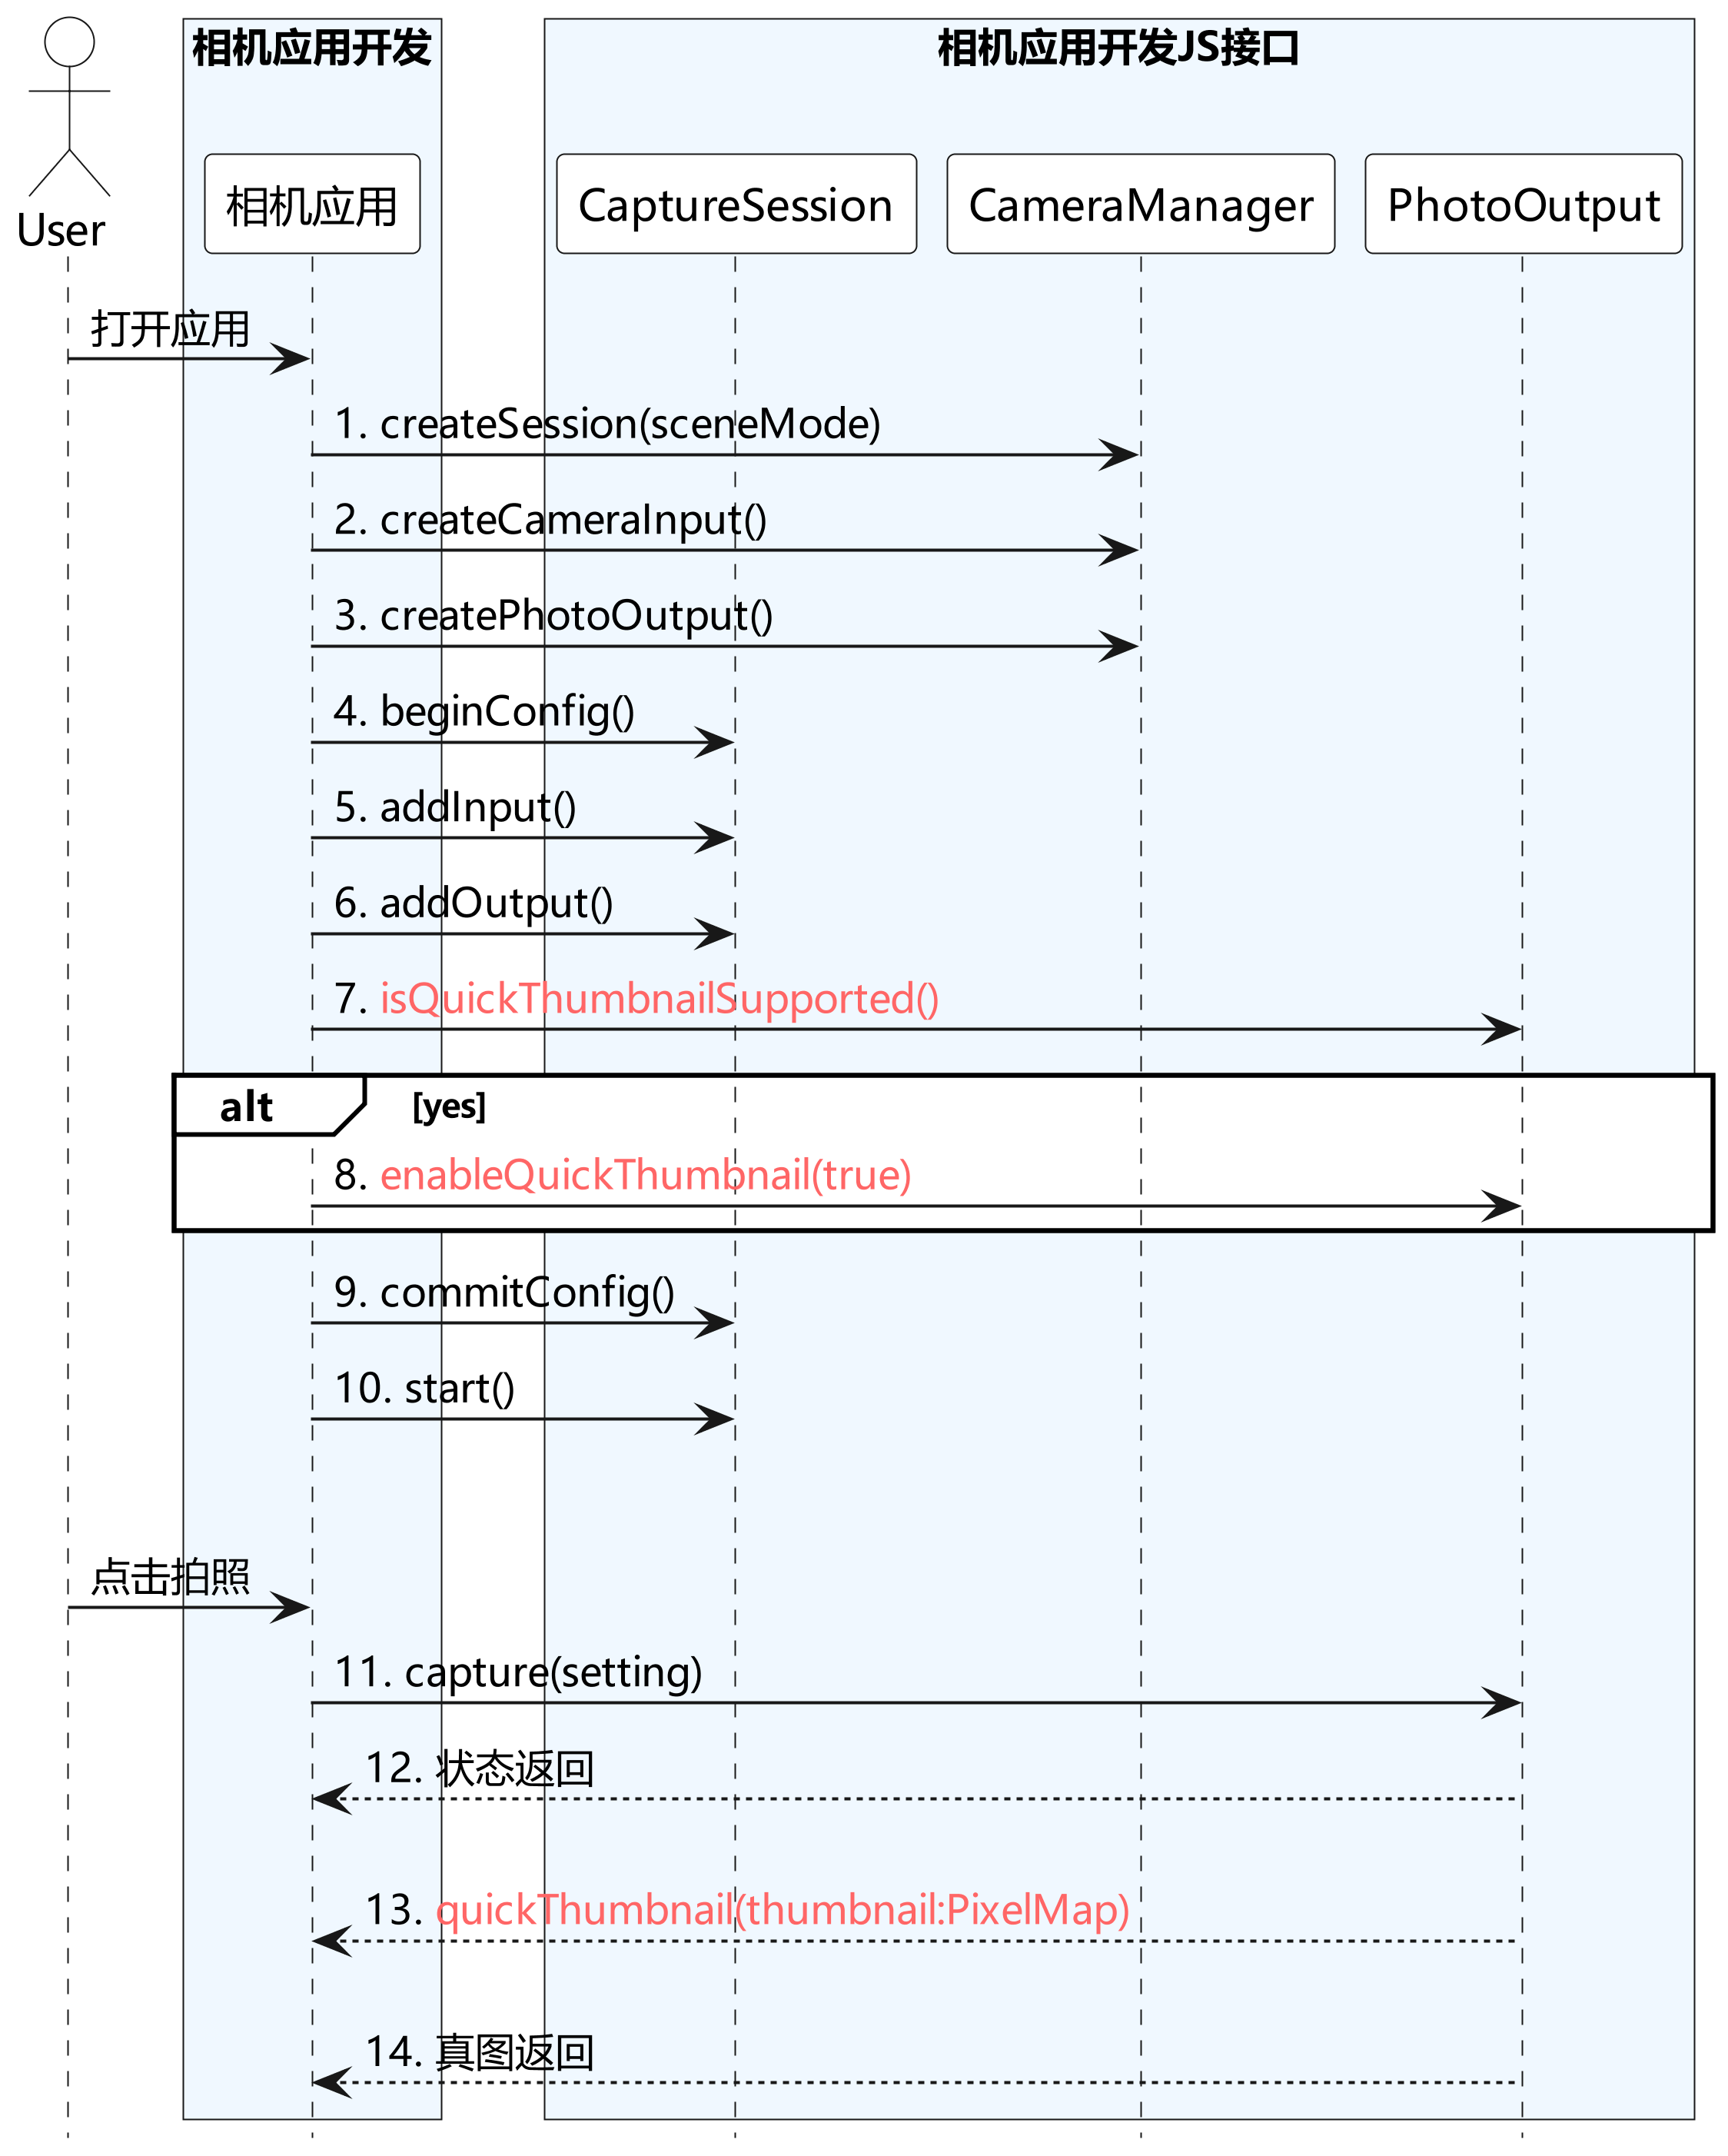 相机应用开发
相机应用开发JS接口
User
相机应用
CaptureSession
CameraManager
PhotoOutput
打开应用
1. createSession(sceneMode)
2. createCameraInput()
3. createPhotoOutput()
4. beginConfig()
5. addInput()
6. addOutput()
7. isQuickThumbnailSupported()
alt [yes]
8. enableQuickThumbnail(true)
9. commitConfig()
10. start()
点击拍照
11. capture(setting)
12. 状态返回
13. quickThumbnail(thumbnail:PixelMap)
14. 真图返回